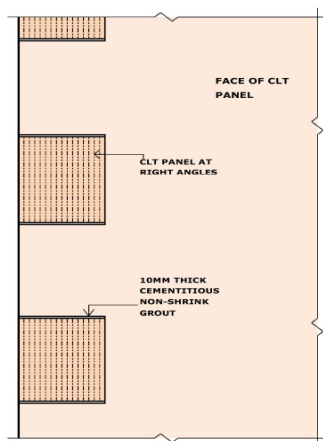 FACE OF CLT
PANEL
CLT PANEL AT
RIGHT ANGLES
10MM THICK
CEMENTITIOUS
NON-SHRINK
GROUT